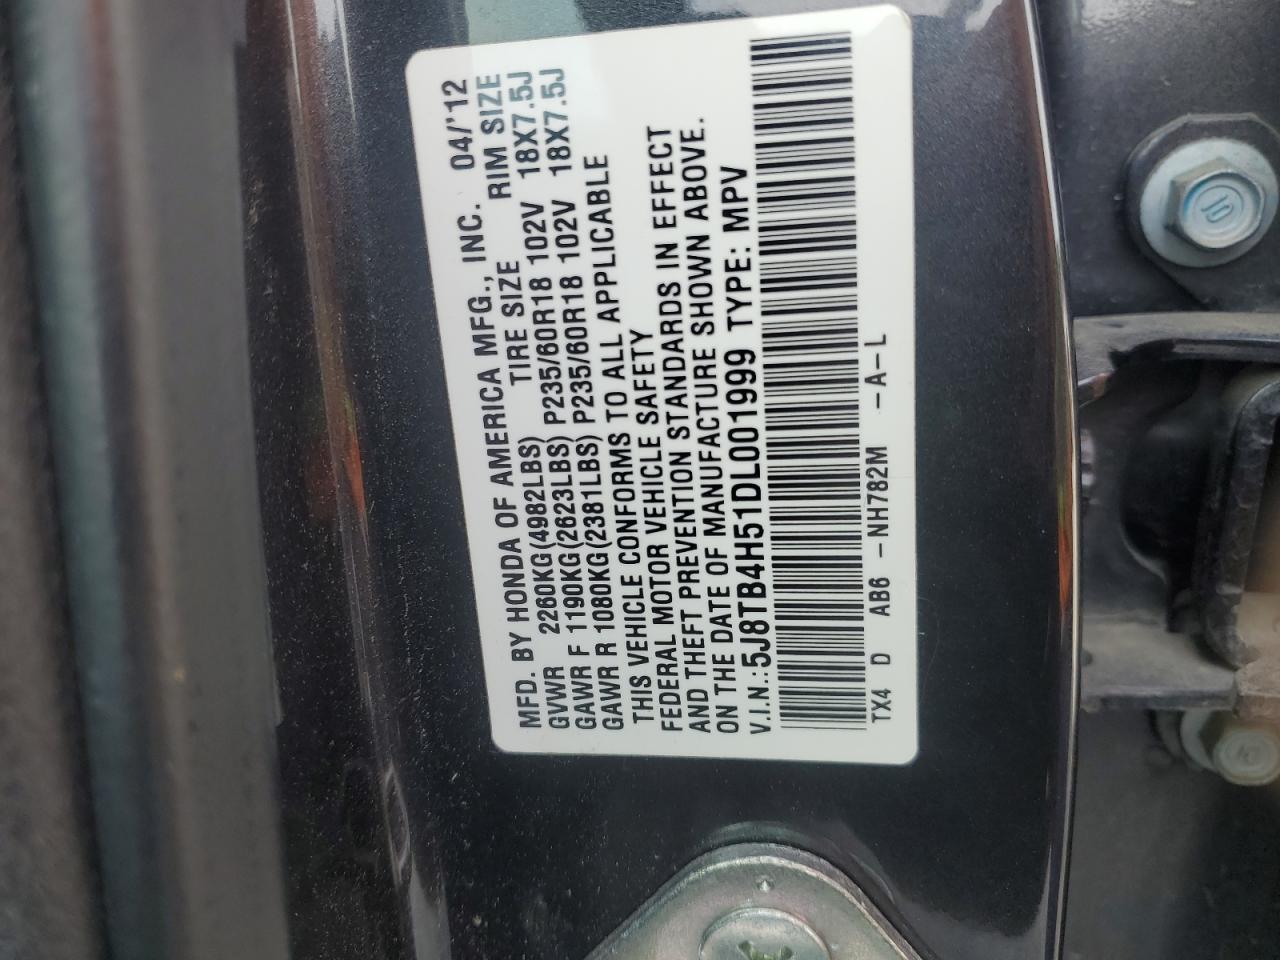 MFD. BY HONDA OF AMERICA MFG., INC. 04/'12
GVWR 2260KG(4982LBS) TIRE SIZE RIM SIZE
GAWR F 1190KG(2623LBS) P235/60R18 102V 18X7.5J
GAWR R 1080KG(2381LBS) P235/60R18 102V 18X7.5J
THIS VEHICLE CONFORMS TO ALL APPLICABLE
FEDERAL MOTOR VEHICLE SAFETY
AND THEFT PREVENTION STANDARDS IN EFFECT
ON THE DATE OF MANUFACTURE SHOWN ABOVE.
V.I.N.:5J8TB4H51DL001999 TYPE: MPV
TX4 D AB6 -NH782M -A-L
10